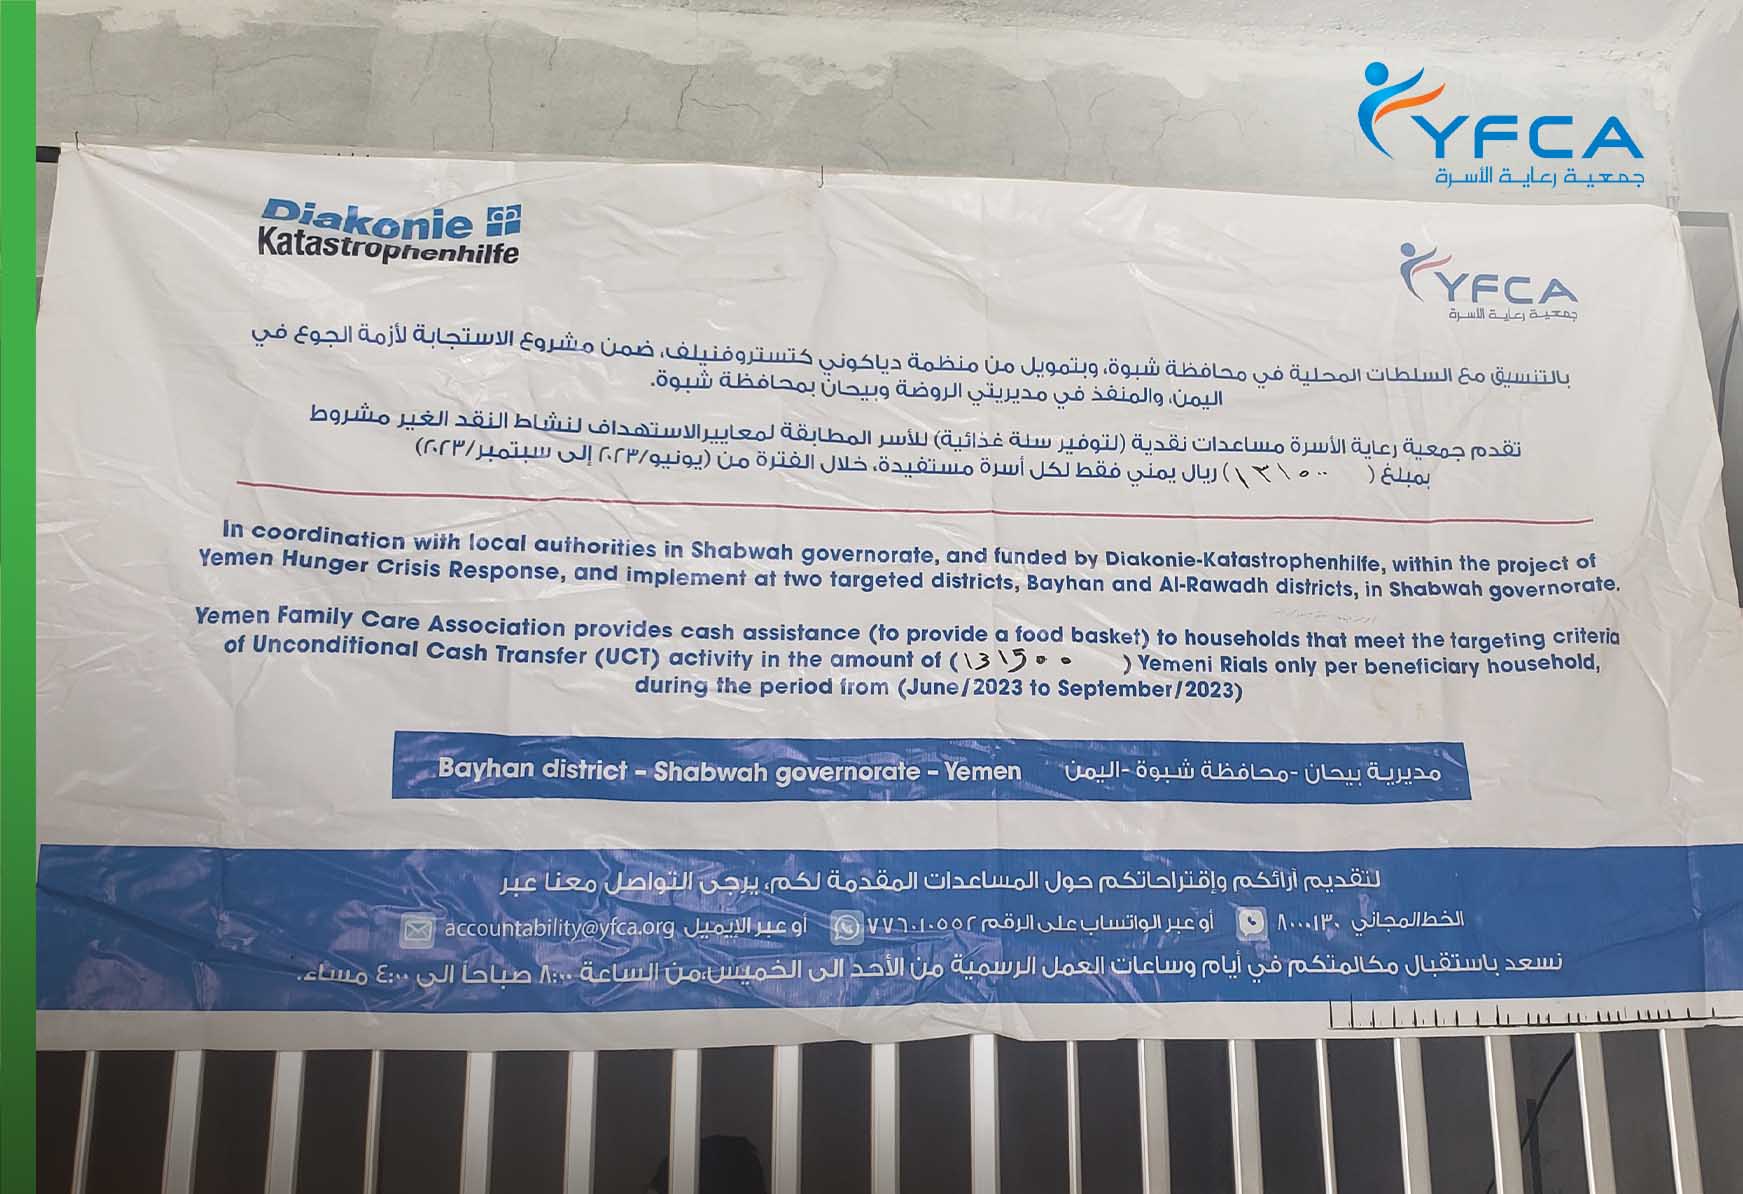 YFCA
جمعية رعاية الأسرة
Diakonie
Katastrophenhilfe
YFCA
جمعية رعاية الأسرة
بالتنسيق مع السلطات المحلية في محافظة شبوة، وبتمويل من منظمة دياكوني كتستروفنيلف، ضمن مشروع الاستجابة لأزمة الجوع في
اليمن، والمنفذ في مديريتي الروضة وبيحان بمحافظة شبوة.
تقدم جمعية رعاية الأسرة مساعدات نقدية (لتوفير سلة غذائية) للأسر المطابقة لمعايير الاستهداف لنشاط النقد الغير مشروط
بمبلغ (١٣١٥٠٠) ريال يمني فقط لكل أسرة مستفيدة، خلال الفترة من (يونيو/٢٠٢٣ إلى سبتمبر/٢٠٢٣)
In coordination with local authorities in Shabwah governorate, and funded by Diakonie-Katastrophenhilfe, within the project of
Yemen Hunger Crisis Response, and implement at two targeted districts, Bayhan and Al-Rawadh districts, in Shabwah governorate.
Yemen Family Care Association provides cash assistance (to provide a food basket) to households that meet the targeting criteria
of Unconditional Cash Transfer (UCT) activity in the amount of (131500) Yemeni Rials only per beneficiary household,
during the period from (June/2023 to September/2023)
Bayhan district - Shabwah governorate - Yemen مديرية بيحان -محافظة شبوة -اليمن
لتقديم آرائكم وإقتراحاتكم حول المساعدات المقدمة لكم، يرجى التواصل معنا عبر
الخط المجاني ٨٠٠٠١٣٠ أو عبر الواتساب على الرقم ٧٧٦٠١٠٥٥٢ أو عبر الإيميل accountability@yfca.org
نسعد باستقبال مكالمتكم في أيام وساعات العمل الرسمية من الأحد الى الخميس،من الساعة ٨:٠٠ صباحاً الى ٤:٠٠ مساء.